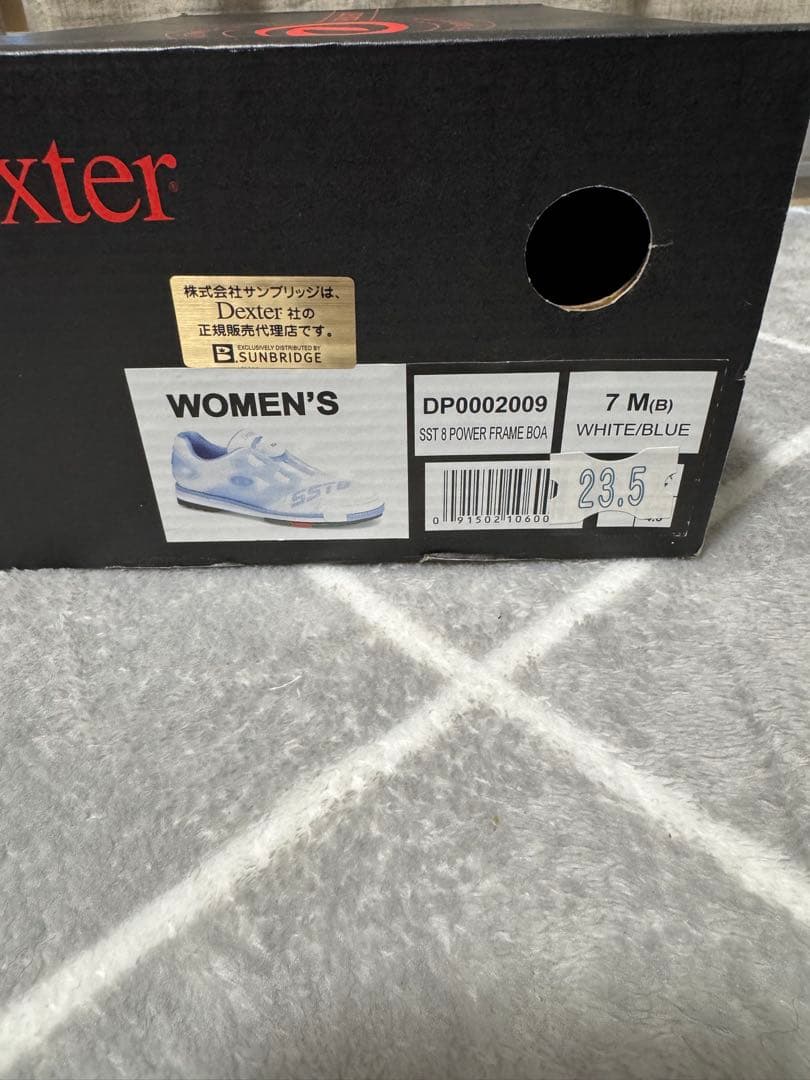 xter
株式会社サンブリッジは、
Dexter 社の
正規販売代理店です。
EXCLUSIVELY DISTRIBUTED BY
B. SUNBRIDGE
WOMEN'S
SST8
DP0002009
SST 8 POWER FRAME BOA
7 M(B)
WHITE/BLUE
0 91502 10600
23.5